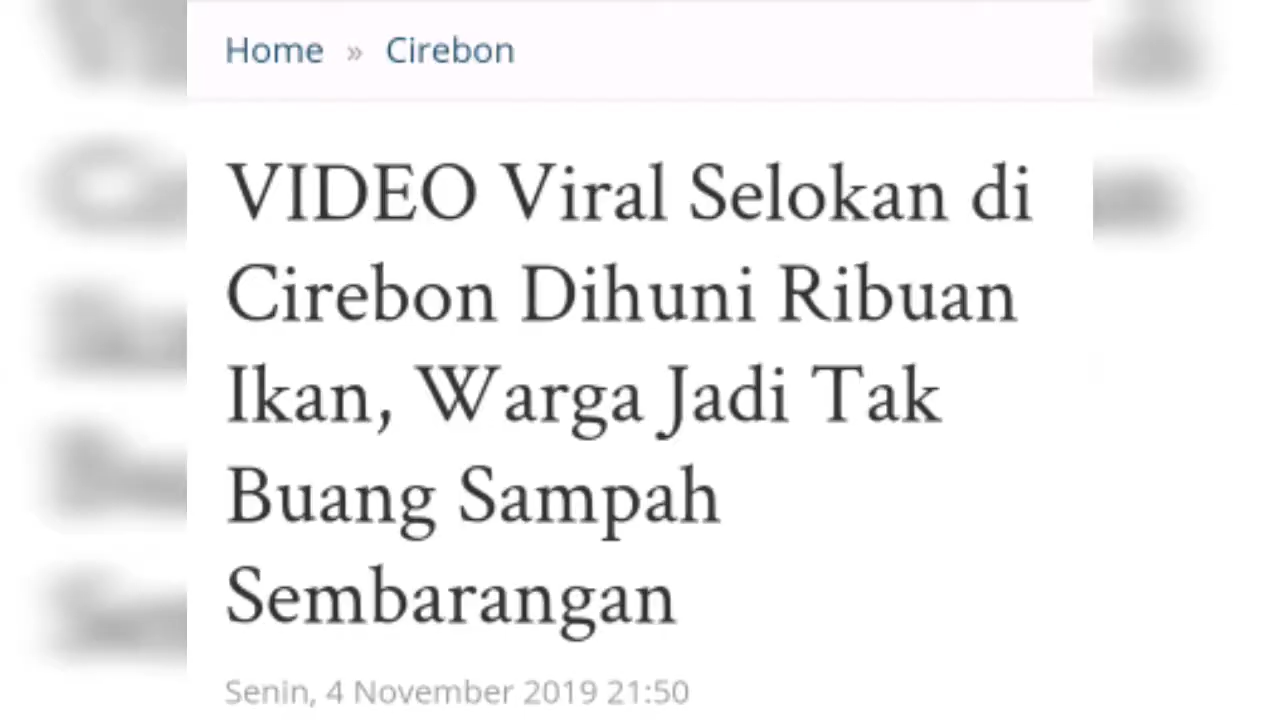 Home » Cirebon
VIDEO Viral Selokan di
Cirebon Dihuni Ribuan
Ikan, Warga Jadi Tak
Buang Sampah
Sembarangan
Senin, 4 November 2019 21:50